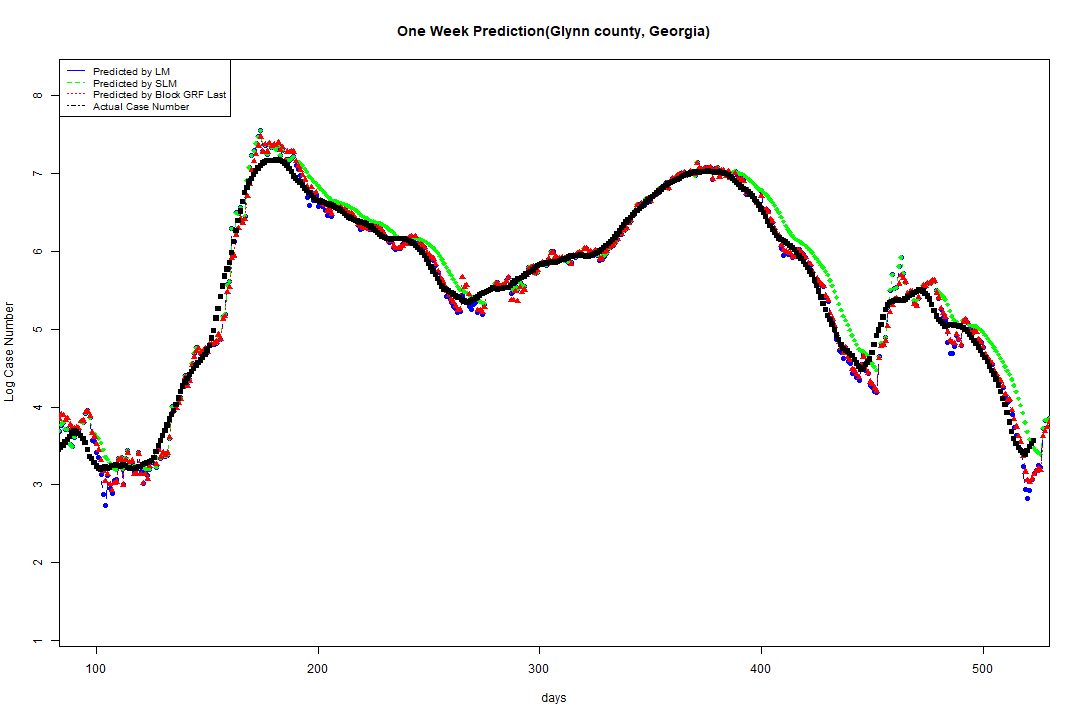 One Week Prediction(Glynn county, Georgia)
Predicted by LM
Predicted by SLM
Predicted by Block GRF Last
Actual Case Number
Log Case Number
8
7
6
5
4
3
2
1
100 200 300 400 500
days